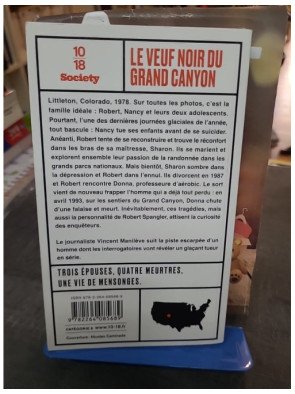 10
18
Society
LE VEUF NOIR DU
GRAND CANYON
Littleton, Colorado, 1978. Sur toutes les photos, c'est la
famille idéale : Robert, Nancy et leurs deux adolescents.
Pourtant, l'une des dernières journées glaciales de l'année,
tout bascule : Nancy tue ses enfants avant de se suicider.
Anéanti, Robert tente de se reconstruire et trouve le réconfort
dans les bras de sa maîtresse, Sharon. Ils se marient et
explorent ensemble leur passion de la randonnée dans les
grands parcs nationaux. Mais bientôt, Sharon sombre dans
la dépression et Robert dans l'ennui. Ils divorcent en 1987
et Robert rencontre Donna, professeure d'aérobic. Le sort
vient de nouveau frapper l'homme qui a déjà tout perdu : en
avril 1993, sur les sentiers du Grand Canyon, Donna chute
d'une falaise et meurt. Inévitablement, ces tragédies, mais
aussi la personnalité de Robert Spangler, attisent la curiosité
des enquêteurs.
Le journaliste Vincent Manilève suit la piste escarpée d'un
homme dont les interrogatoires vont révéler un glaçant tueur
en série.
TROIS ÉPOUSES, QUATRE MEURTRES.
UNE VIE DE MENSONGES.
9 782264 085689
www.10-18.fr